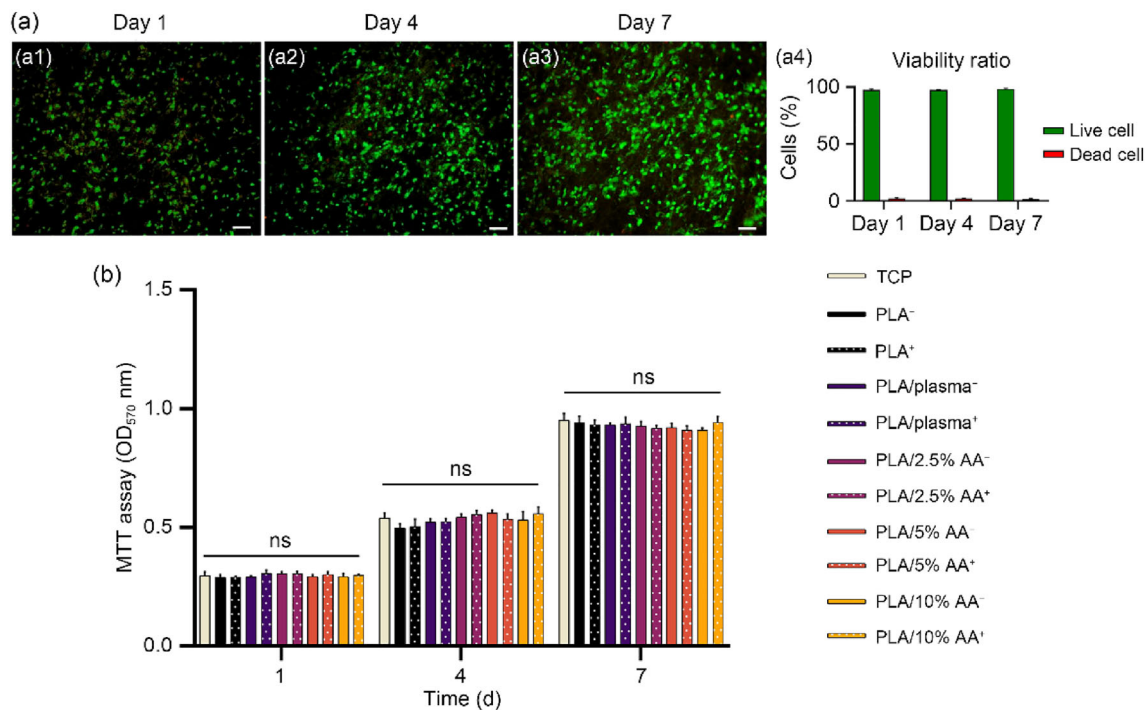 (a)
Day 1
Day 4
Day 7
(a1)
(a2)
(a3)
(a4)
Viability ratio
100
50
0
Cells (%)
Live cell
Dead cell
Day 1
Day 4
Day 7
(b)
1.5
1.0
0.5
0.0
MTT assay (OD₅₇₀ nm)
ns
ns
ns
1
4
7
Time (d)
TCP
PLA⁻
PLA⁺
PLA/plasma⁻
PLA/plasma⁺
PLA/2.5% AA⁻
PLA/2.5% AA⁺
PLA/5% AA⁻
PLA/5% AA⁺
PLA/10% AA⁻
PLA/10% AA⁺